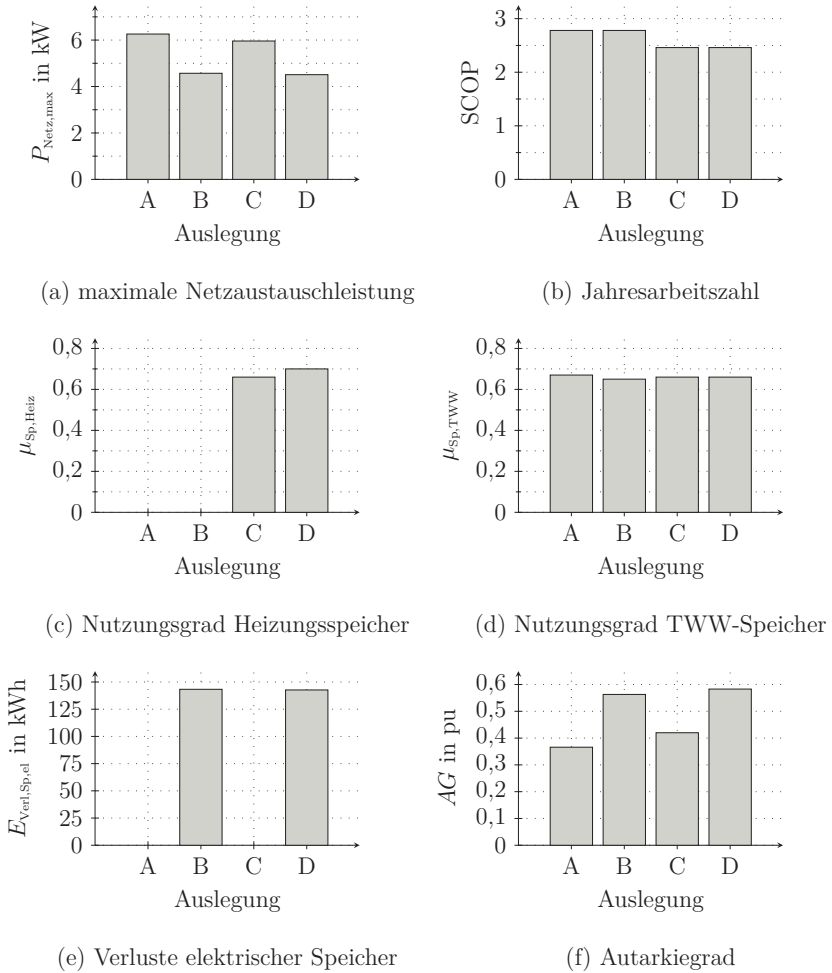 P_Netz,max in kW
6
4
2
0
A B C D
Auslegung
(a) maximale Netzaustauschleistung
SCOP
3
2
1
0
A B C D
Auslegung
(b) Jahresarbeitszahl
μ_Sp,Heiz
0,8
0,6
0,4
0,2
0
A B C D
Auslegung
(c) Nutzungsgrad Heizungsspeicher
μ_Sp,TWW
0,8
0,6
0,4
0,2
0
A B C D
Auslegung
(d) Nutzungsgrad TWW-Speicher
E_Verl,Sp,el in kWh
150
125
100
75
50
25
0
A B C D
Auslegung
(e) Verluste elektrischer Speicher
AG in pu
0,6
0,5
0,4
0,3
0,2
0,1
0
A B C D
Auslegung
(f) Autarkiegrad